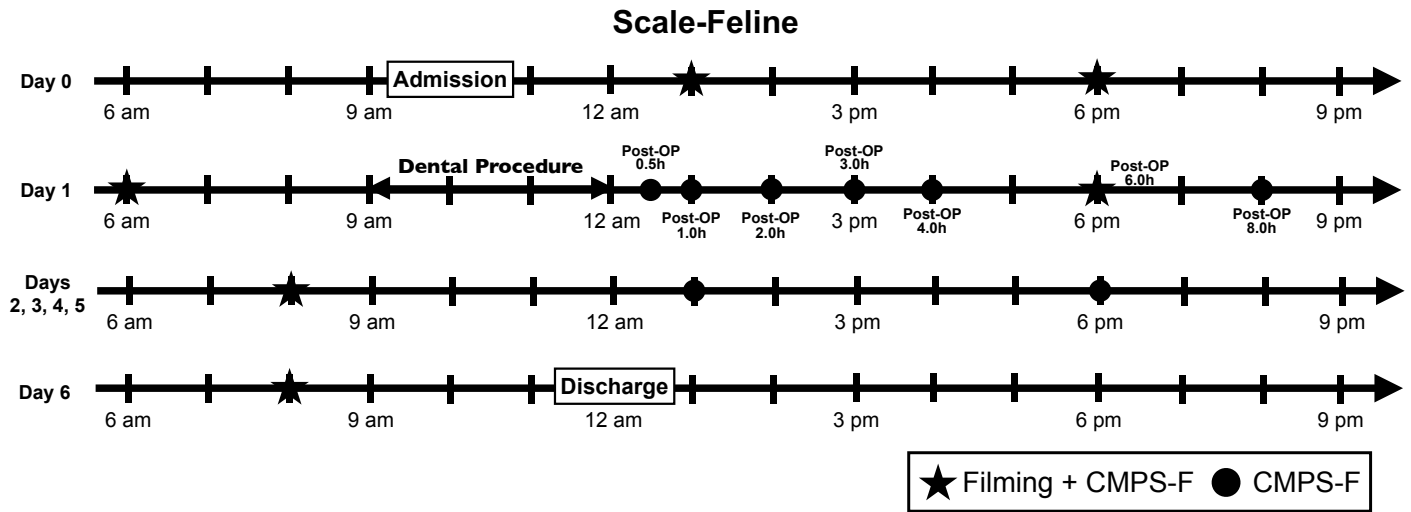 Scale-Feline
Day 0
Admission
6 am 9 am 12 am 3 pm 6 pm 9 pm
Day 1
Dental Procedure
Post-OP
0.5h
Post-OP
3.0h
Post-OP
6.0h
6 am 9 am 12 am 3 pm 6 pm 9 pm
Post-OP
1.0h
Post-OP
2.0h
Post-OP
4.0h
Post-OP
8.0h
Days
2, 3, 4, 5
6 am 9 am 12 am 3 pm 6 pm 9 pm
Day 6
Discharge
6 am 9 am 12 am 3 pm 6 pm 9 pm
Filming + CMPS-F CMPS-F